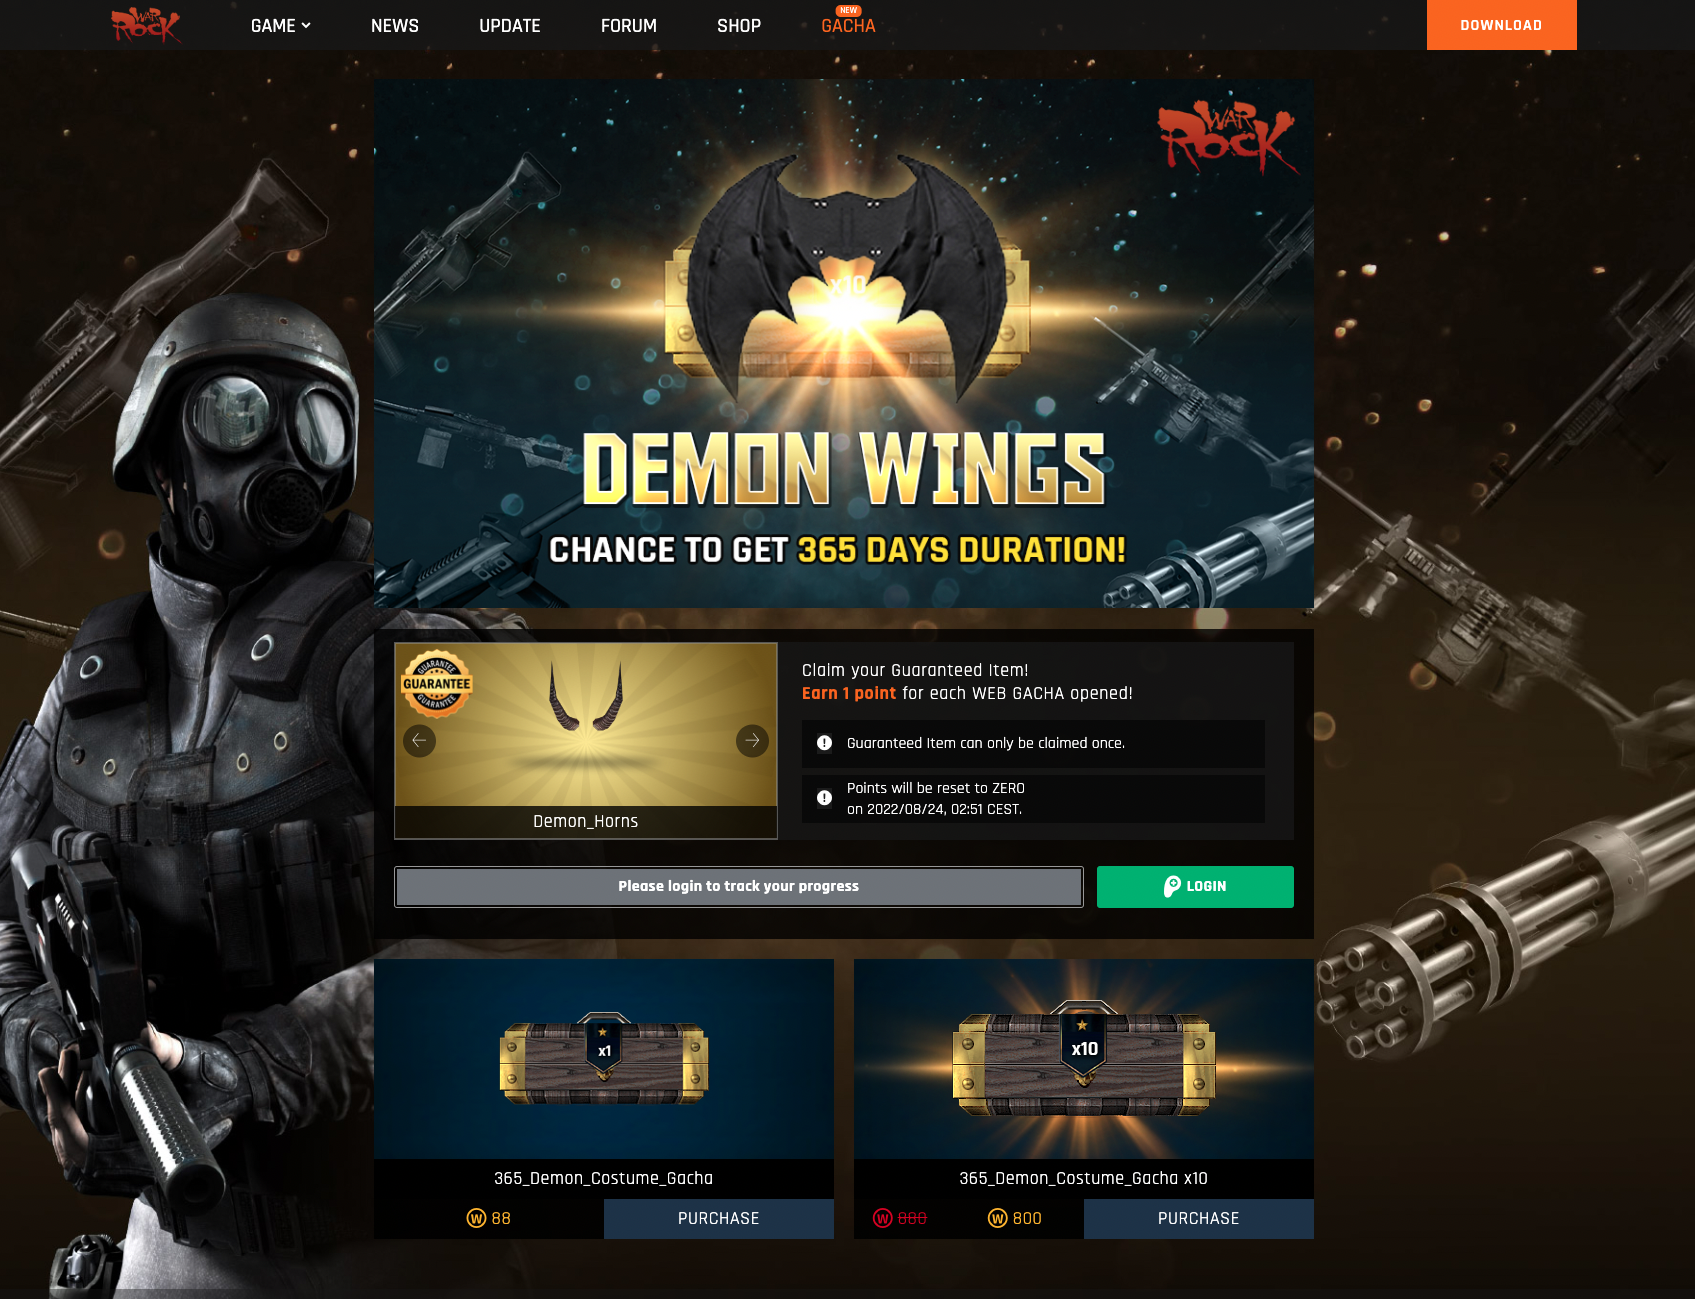 WAR ROCK
GAME
NEWS
UPDATE
FORUM
SHOP
NEW
GACHA
DOWNLOAD
WAR ROCK
x10
DEMON WINGS
CHANCE TO GET 365 DAYS DURATION!
GUARANTEE
GUARANTEE
GUARANTEE
Demon_Horns
Claim your Guaranteed Item!
Earn 1 point for each WEB GACHA opened!
Guaranteed Item can only be claimed once.
Points will be reset to ZERO
on 2022/08/24, 02:51 CEST.
Please login to track your progress
LOGIN
x1
x10
365_Demon_Costume_Gacha
365_Demon_Costume_Gacha x10
W 88
PURCHASE
W 880
W 800
PURCHASE